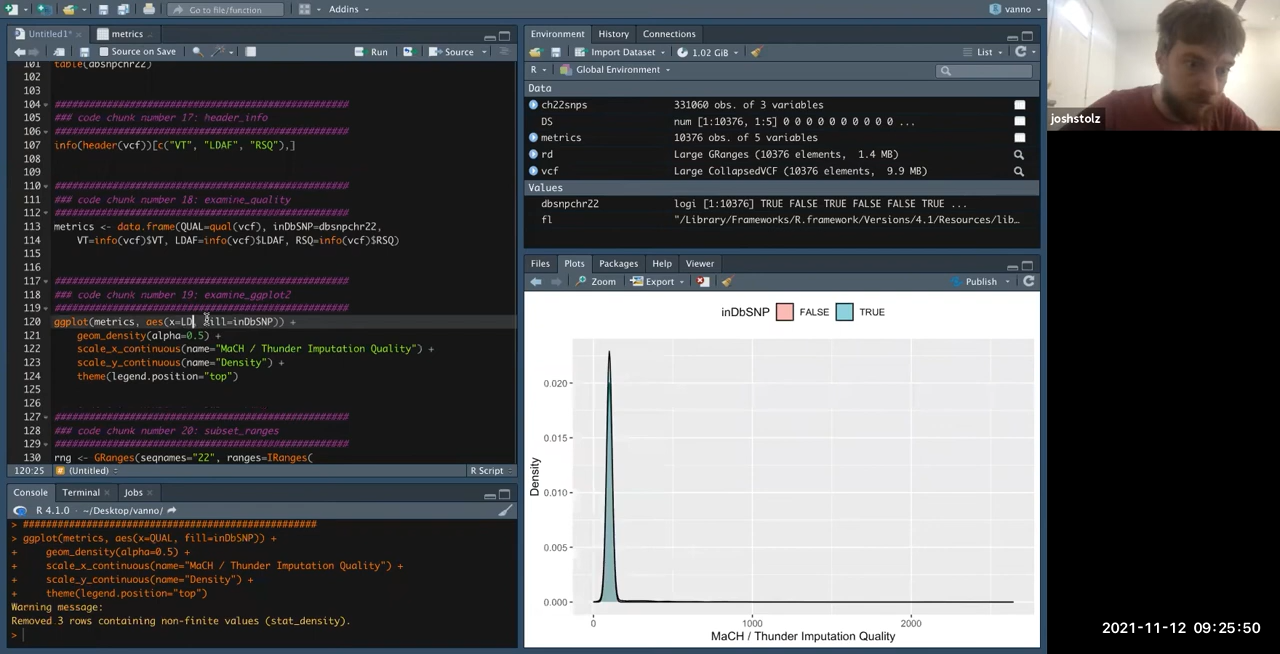 Go to file/function
Addins
vanno
Untitled1*
metrics
Source on Save
Run
Source
101 table(dbsnpchr22)
102
103
104 ###################################################
105 ### code chunk number 17: header_info
106 ###################################################
107 info(header(vcf))[c("VT", "LDAF", "RSQ"),]
108
109
110 ###################################################
111 ### code chunk number 18: examine_quality
112 ###################################################
113 metrics <- data.frame(QUAL=qual(vcf), inDbSNP=dbsnpchr22,
114 VT=info(vcf)$VT, LDAF=info(vcf)$LDAF, RSQ=info(vcf)$RSQ)
115
116
117 ###################################################
118 ### code chunk number 19: examine_ggplot2
119 ###################################################
120 ggplot(metrics, aes(x=LD, fill=inDbSNP)) +
121 geom_density(alpha=0.5) +
122 scale_x_continuous(name="MaCH / Thunder Imputation Quality") +
123 scale_y_continuous(name="Density") +
124 theme(legend.position="top")
125
126
127 ###################################################
128 ### code chunk number 20: subset_ranges
129 ###################################################
130 rng <- GRanges(seqnames="22", ranges=IRanges(
120:25 # (Untitled) R Script
Console Terminal Jobs
R 4.1.0 · ~/Desktop/vanno/
> ###################################################
> ggplot(metrics, aes(x=QUAL, fill=inDbSNP)) +
+ geom_density(alpha=0.5) +
+ scale_x_continuous(name="MaCH / Thunder Imputation Quality") +
+ scale_y_continuous(name="Density") +
+ theme(legend.position="top")
Warning message:
Removed 3 rows containing non-finite values (stat_density).
>
Environment History Connections
Import Dataset 1.02 GiB List
R Global Environment
Data
ch22snps 331060 obs. of 3 variables
DS num [1:10376, 1:5] 0 0 0 0 0 0 0 0 0 0 ...
metrics 10376 obs. of 5 variables
rd Large GRanges (10376 elements, 1.4 MB)
vcf Large CollapsedVCF (10376 elements, 9.9 MB)
Values
dbsnpchr22 logi [1:10376] TRUE FALSE TRUE FALSE FALSE TRUE ...
fl "/Library/Frameworks/R.framework/Versions/4.1/Resources/lib…
Files Plots Packages Help Viewer
Zoom Export Publish
inDbSNP FALSE TRUE
0.020
0.015
0.010
0.005
0.000
Density
0 1000 2000
MaCH / Thunder Imputation Quality
joshstolz
2021-11-12 09:25:50